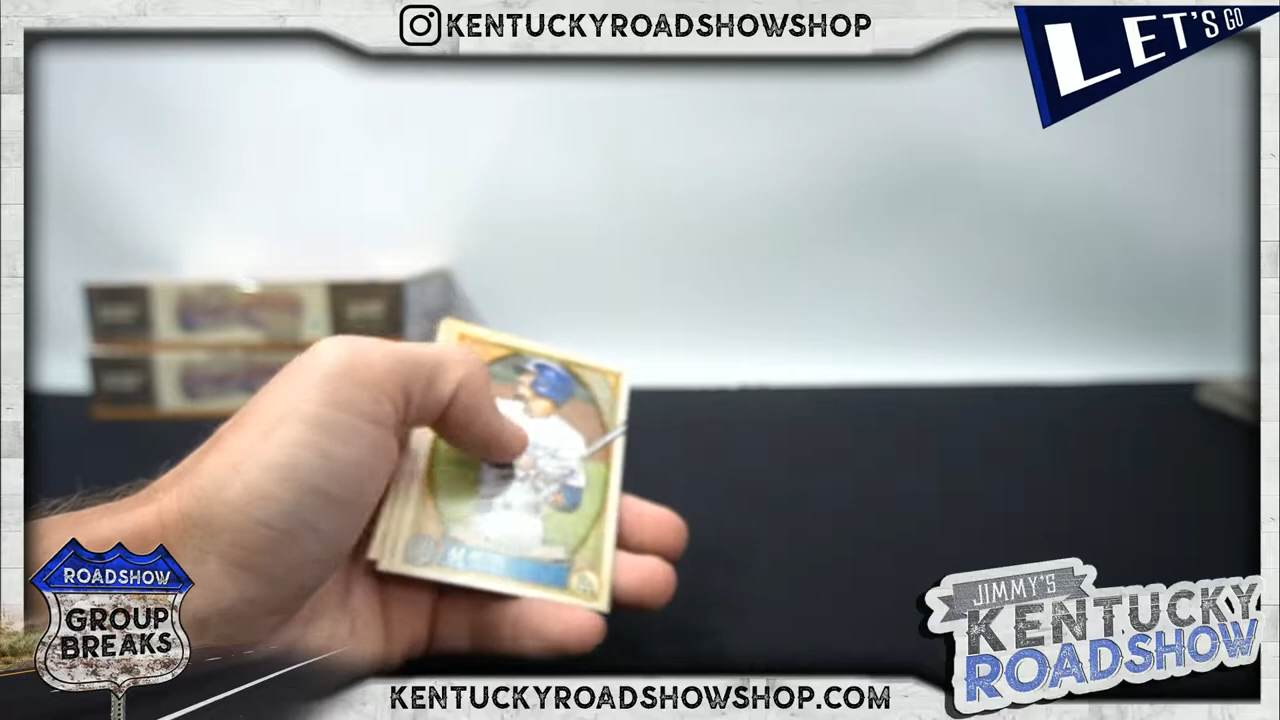 KENTUCKYROADSHOWSHOP
LET'S GO
ROADSHOW
GROUP
BREAKS
JIMMY'S
KENTUCKY
ROADSHOW
KENTUCKYROADSHOWSHOP.COM